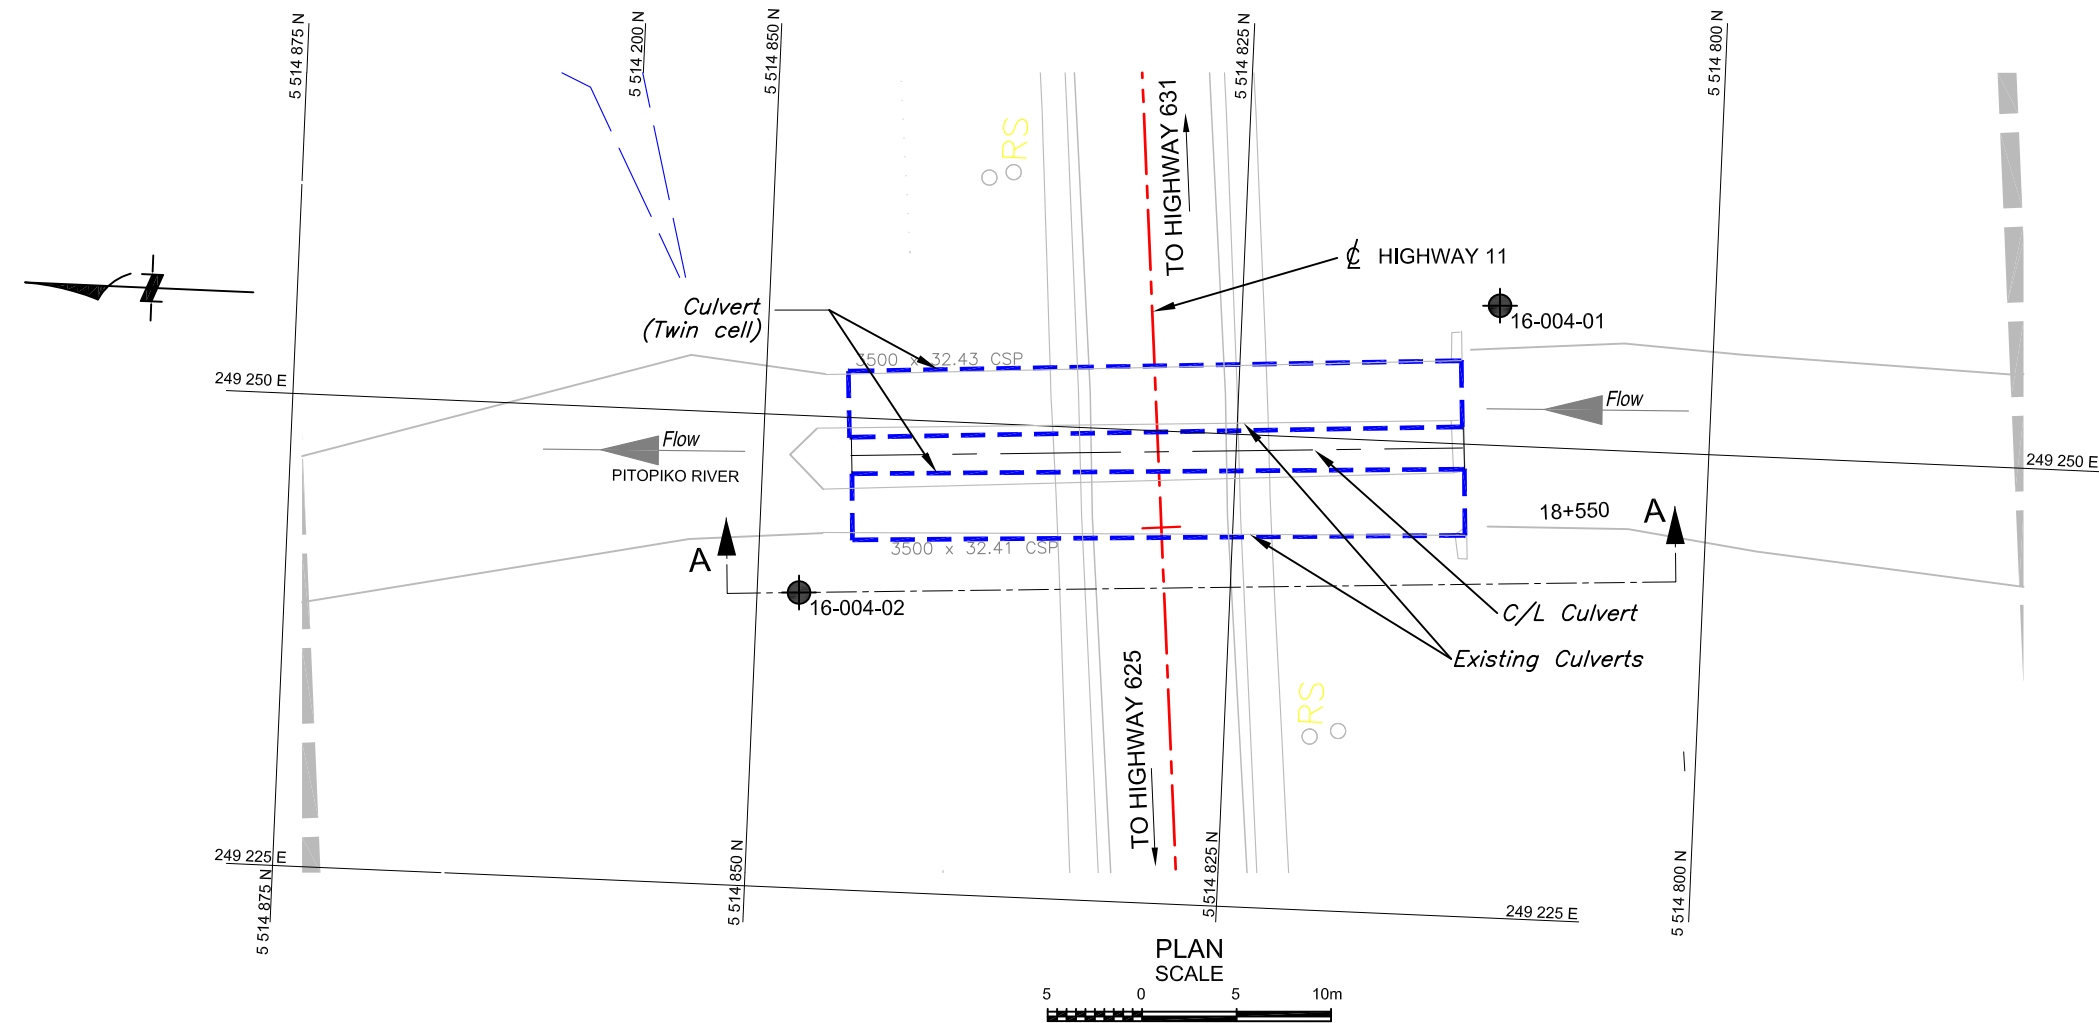 5 514 875 N
5 514 200 N
5 514 850 N
5 514 825 N
5 514 800 N
TO HIGHWAY 631
RS
N
℄ HIGHWAY 11
Culvert
(Twin cell)
16-004-01
3500 x 32.43 CSP
249 250 E
Flow
Flow
PITOPIKO RIVER
249 250 E
18+550
A
A
3500 x 32.41 CSP
16-004-02
C/L Culvert
Existing Culverts
TO HIGHWAY 625
RS
249 225 E
249 225 E
5 514 875 N
5 514 850 N
5 514 825 N
5 514 800 N
PLAN
SCALE
5 0 5 10m